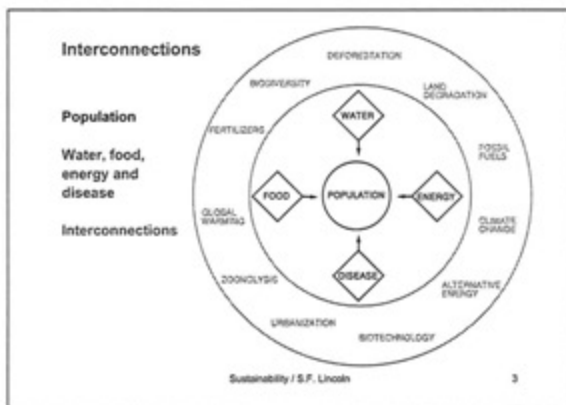 Interconnections
Population
Water, food,
energy and
disease
Interconnections
DEFORESTATION
BIODIVERSITY
LAND
DEGRADATION
FERTILIZERS
WATER
FOSSIL
FUELS
FOOD
POPULATION
ENERGY
GLOBAL
WARMING
CLIMATE
CHANGE
DISEASE
ZOONOLYSIS
ALTERNATIVE
ENERGY
URBANIZATION
BIOTECHNOLOGY
Sustainability / S.F. Lincoln
3